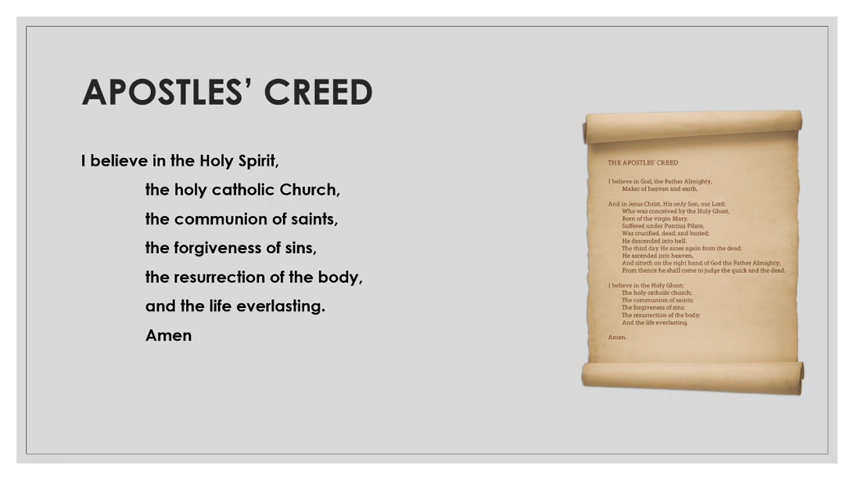 APOSTLES' CREED
I believe in the Holy Spirit,
the holy catholic Church,
the communion of saints,
the forgiveness of sins,
the resurrection of the body,
and the life everlasting.
Amen
THE APOSTLES' CREED
I believe in God, the Father Almighty,
Maker of heaven and earth,
And in Jesus Christ, His only Son, our Lord:
Who was conceived by the Holy Ghost,
Born of the virgin Mary,
Suffered under Pontius Pilate,
Was crucified, dead, and buried;
He descended into hell.
The third day He arose again from the dead;
He ascended into heaven,
And sitteth on the right hand of God the Father Almighty;
From thence he shall come to judge the quick and the dead.
I believe in the Holy Ghost;
The holy catholic church;
The communion of saints;
The forgiveness of sins;
The resurrection of the body;
And the life everlasting.
Amen.